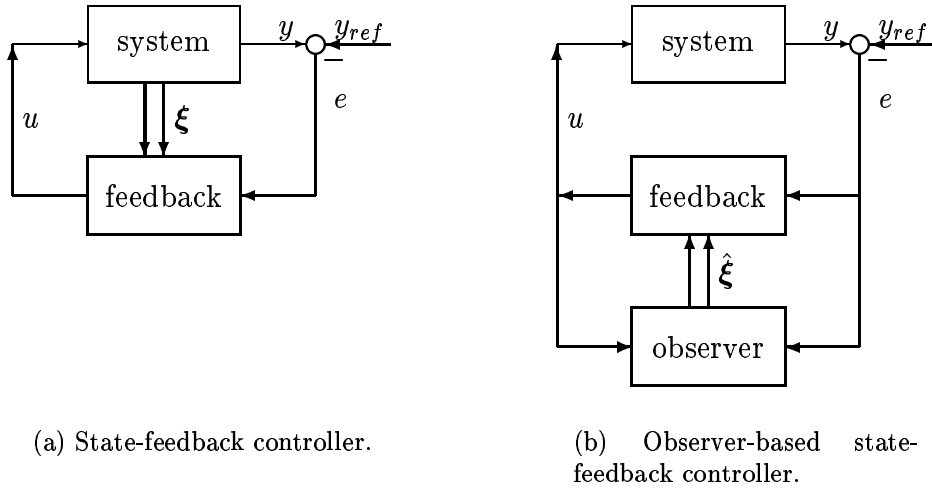 system
y
y_ref
−
u
ξ
e
feedback
(a) State-feedback controller.
system
y
y_ref
−
u
e
feedback
ξ̂
observer
(b) Observer-based state-
feedback controller.